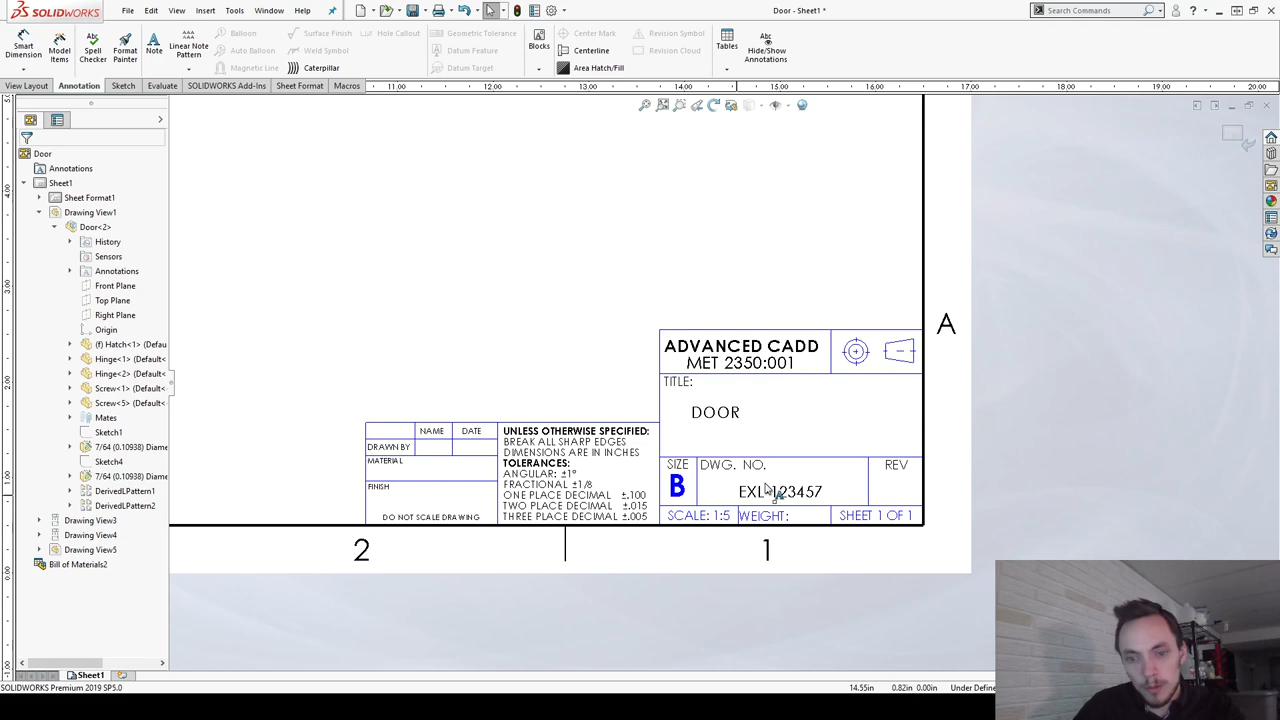 SOLIDWORKS
File
Edit
View
Insert
Tools
Window
Help
Door - Sheet1 *
Search Commands
Smart Dimension
Model Items
Spell Checker
Format Painter
Note
Linear Note Pattern
Balloon
Auto Balloon
Magnetic Line
Surface Finish
Weld Symbol
Caterpillar
Hole Callout
Geometric Tolerance
Datum Feature
Datum Target
Blocks
Center Mark
Centerline
Area Hatch/Fill
Revision Symbol
Revision Cloud
Tables
Hide/Show Annotations
View Layout
Annotation
Sketch
Evaluate
SOLIDWORKS Add-Ins
Sheet Format
Macros
11.00
12.00
13.00
14.00
15.00
16.00
17.00
18.00
19.00
20.00
Door
Annotations
Sheet1
Sheet Format1
Drawing View1
Door<2>
History
Sensors
Annotations
Front Plane
Top Plane
Right Plane
Origin
(f) Hatch<1> (Defau
Hinge<1> (Default<
Hinge<2> (Default<
Screw<1> (Default<
Screw<5> (Default<
Mates
Sketch1
7/64 (0.10938) Diame
Sketch4
7/64 (0.10938) Diame
DerivedLPattern1
DerivedLPattern2
Drawing View3
Drawing View4
Drawing View5
Bill of Materials2
A
ADVANCED CADD
MET 2350:001
TITLE:
DOOR
SIZE
B
DWG. NO.
EXL-123457
REV
SCALE: 1:5
WEIGHT:
SHEET 1 OF 1
NAME
DATE
DRAWN BY
MATERIAL
FINISH
DO NOT SCALE DRAWING
UNLESS OTHERWISE SPECIFIED:
BREAK ALL SHARP EDGES
DIMENSIONS ARE IN INCHES
TOLERANCES:
ANGULAR: ±1°
FRACTIONAL ±1/8
ONE PLACE DECIMAL ±.100
TWO PLACE DECIMAL ±.015
THREE PLACE DECIMAL ±.005
2
1
Sheet1
SOLIDWORKS Premium 2019 SP5.0
14.55in
0.82in
0.00in
Under Define